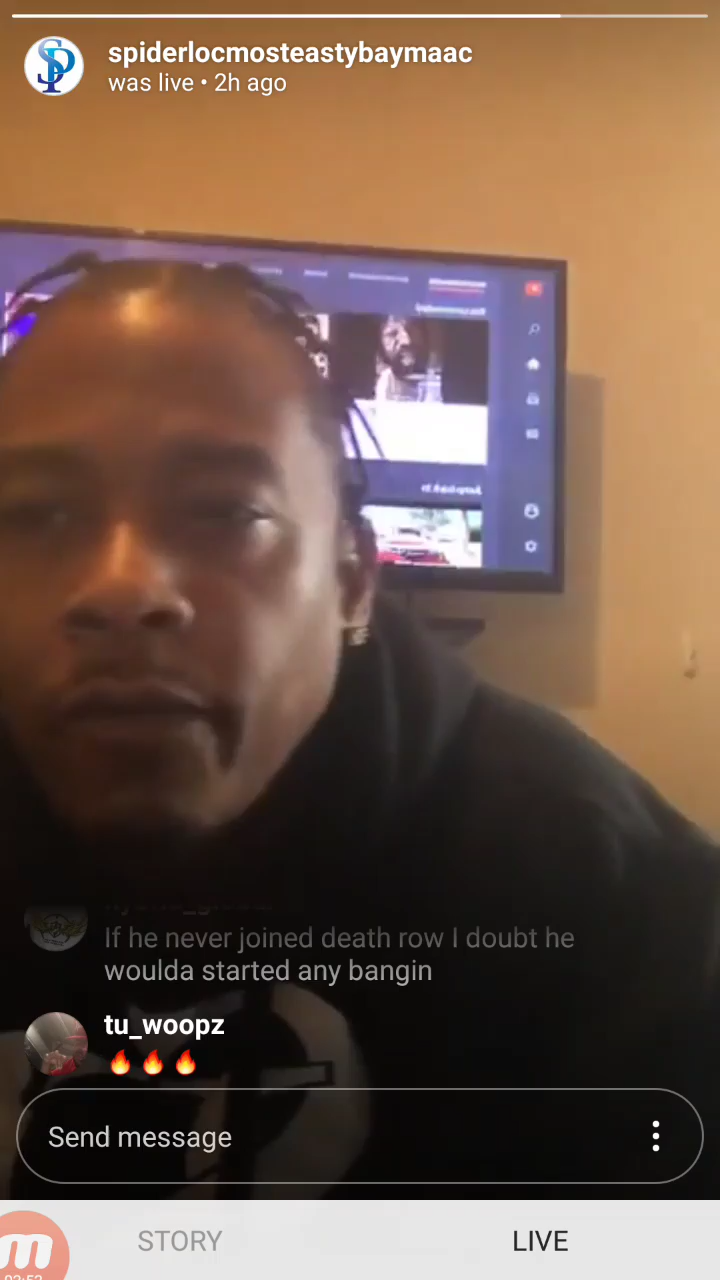 spiderlocmosteastybaymaac
was live • 2h ago
If he never joined death row I doubt he
woulda started any bangin
tu_woopz
🔥🔥🔥
Send message
STORY
LIVE